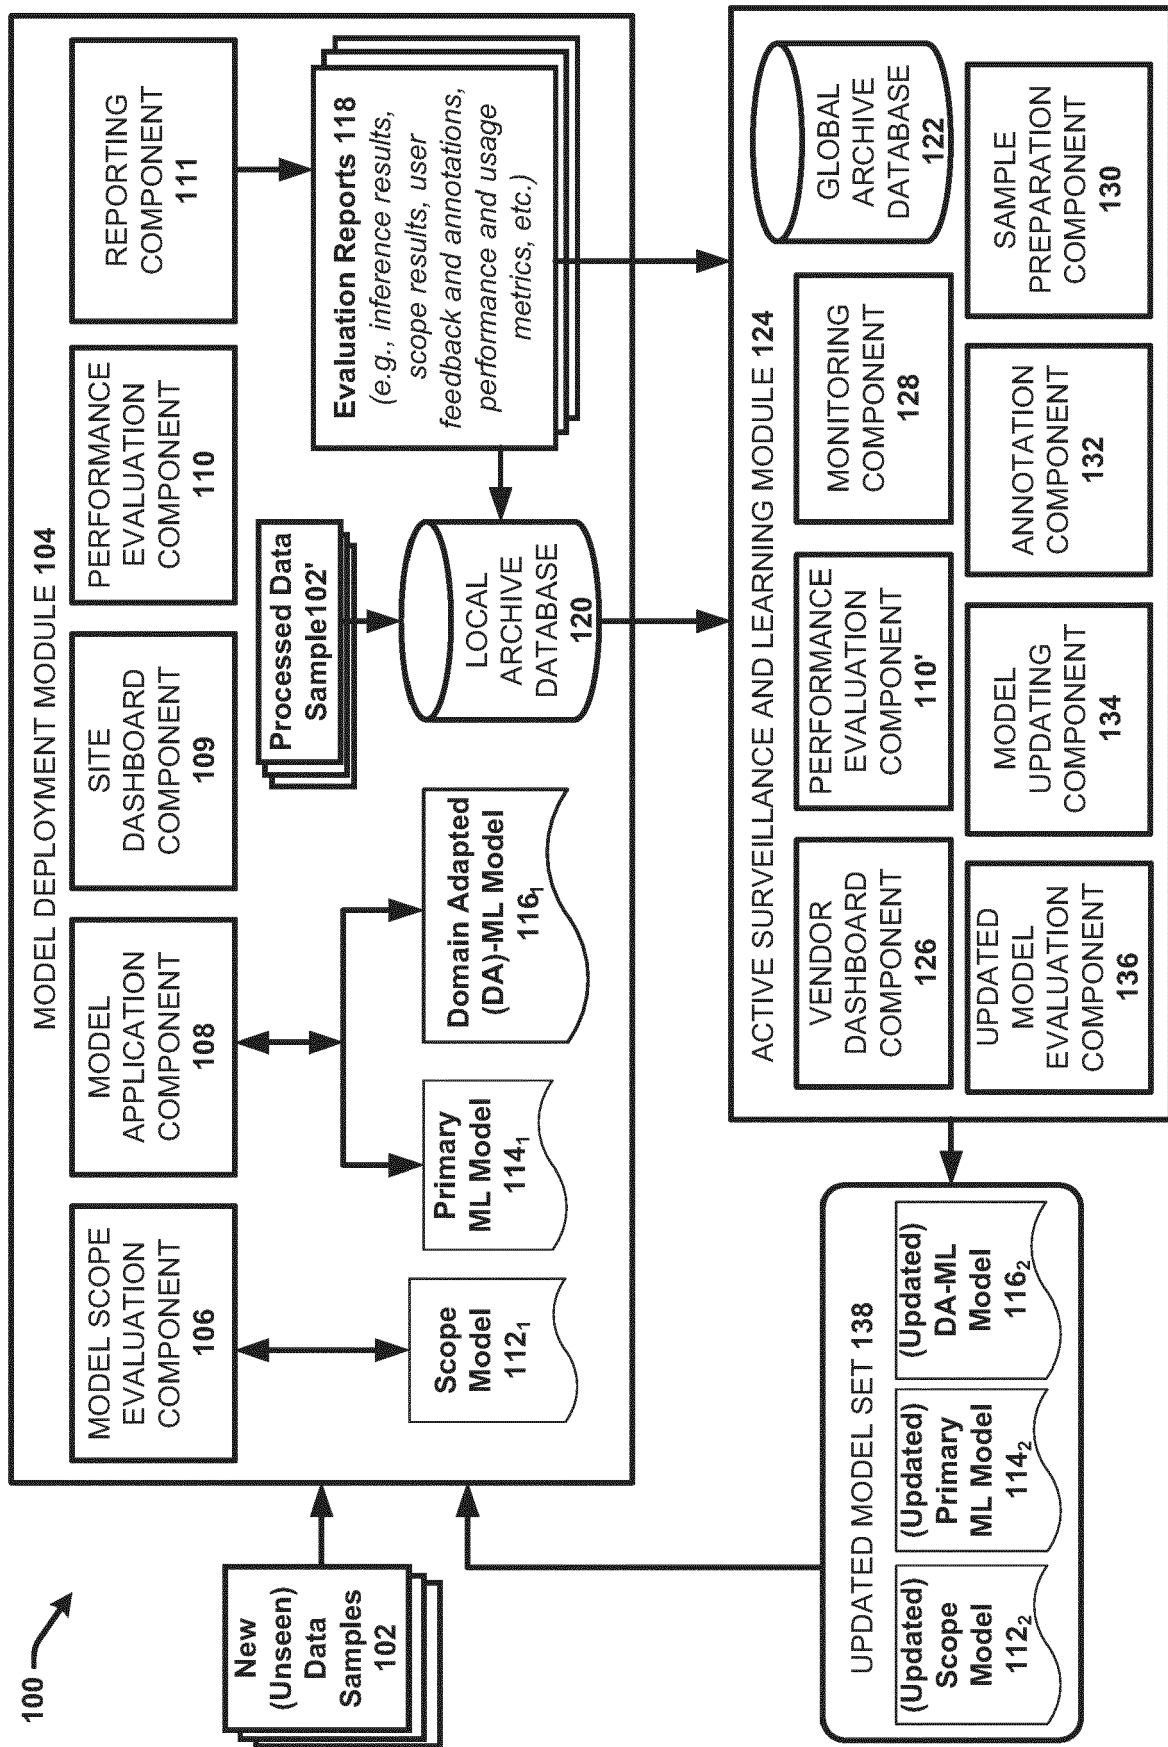 100
MODEL DEPLOYMENT MODULE 104
MODEL SCOPE
EVALUATION
COMPONENT
106
MODEL
APPLICATION
COMPONENT
108
SITE
DASHBOARD
COMPONENT
109
PERFORMANCE
EVALUATION
COMPONENT
110
REPORTING
COMPONENT
111
New
(Unseen)
Data
Samples
102
Scope
Model
112₁
Primary
ML Model
114₁
Domain Adapted
(DA)-ML Model
116₁
Processed Data
Sample102'
LOCAL
ARCHIVE
DATABASE
120
Evaluation Reports 118
(e.g., inference results,
scope results, user
feedback and annotations,
performance and usage
metrics, etc.)
UPDATED MODEL SET 138
(Updated)
Scope
Model
112₂
(Updated)
Primary
ML Model
114₂
(Updated)
DA-ML
Model
116₂
ACTIVE SURVEILLANCE AND LEARNING MODULE 124
VENDOR
DASHBOARD
COMPONENT
126
PERFORMANCE
EVALUATION
COMPONENT
110'
MONITORING
COMPONENT
128
GLOBAL
ARCHIVE
DATABASE
122
UPDATED
MODEL
EVALUATION
COMPONENT
136
MODEL
UPDATING
COMPONENT
134
ANNOTATION
COMPONENT
132
SAMPLE
PREPARATION
COMPONENT
130